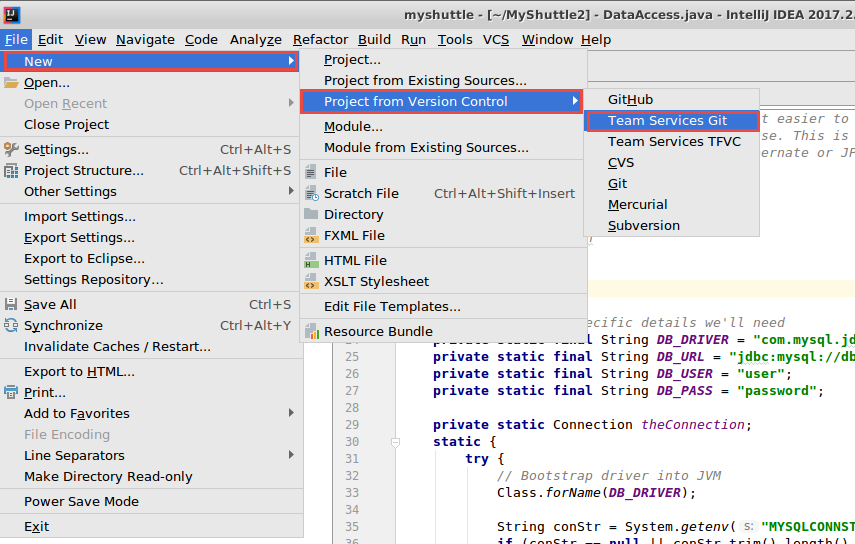 myshuttle - [~/MyShuttle2] - DataAccess.java - IntelliJ IDEA 2017.2.
File Edit View Navigate Code Analyze Refactor Build Run Tools VCS Window Help
New
Open...
Open Recent
Close Project
Settings... Ctrl+Alt+S
Project Structure... Ctrl+Alt+Shift+S
Other Settings
Import Settings...
Export Settings...
Export to Eclipse...
Settings Repository...
Save All Ctrl+S
Synchronize Ctrl+Alt+Y
Invalidate Caches / Restart...
Export to HTML...
Print...
Add to Favorites
File Encoding
Line Separators
Make Directory Read-only
Power Save Mode
Exit
Project...
Project from Existing Sources...
Project from Version Control
Module...
Module from Existing Sources...
File
Scratch File Ctrl+Alt+Shift+Insert
Directory
FXML File
HTML File
XSLT Stylesheet
Edit File Templates...
Resource Bundle
GitHub
Team Services Git
Team Services TFVC
CVS
Git
Mercurial
Subversion
t easier to
se. This is
ernate or JP
ecific details we'll need
private static final String DB_DRIVER = "com.mysql.jd
25 private static final String DB_URL = "jdbc:mysql://db
26 private static final String DB_USER = "user";
27 private static final String DB_PASS = "password";
28
29 private static Connection theConnection;
30 static {
31 try {
32 // Bootstrap driver into JVM
33 Class.forName(DB_DRIVER);
34
35 String conStr = System.getenv( s: "MYSQLCONNST
36 if (conStr == null || conStr.trim().length()